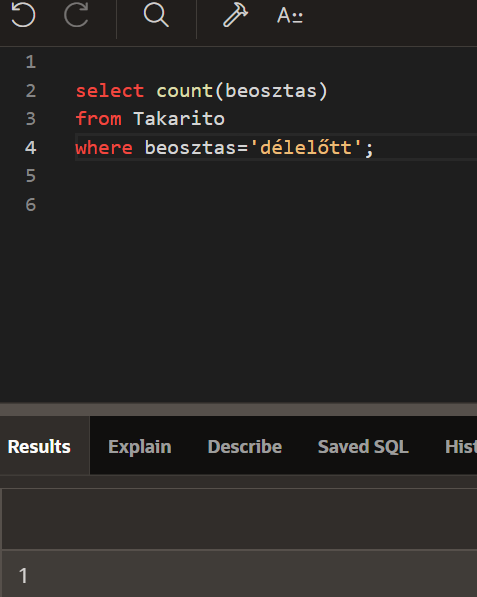 A
1
2 select count(beosztas)
3 from Takarito
4 where beosztas='délelőtt';
5
6
Results Explain Describe Saved SQL Hist
1